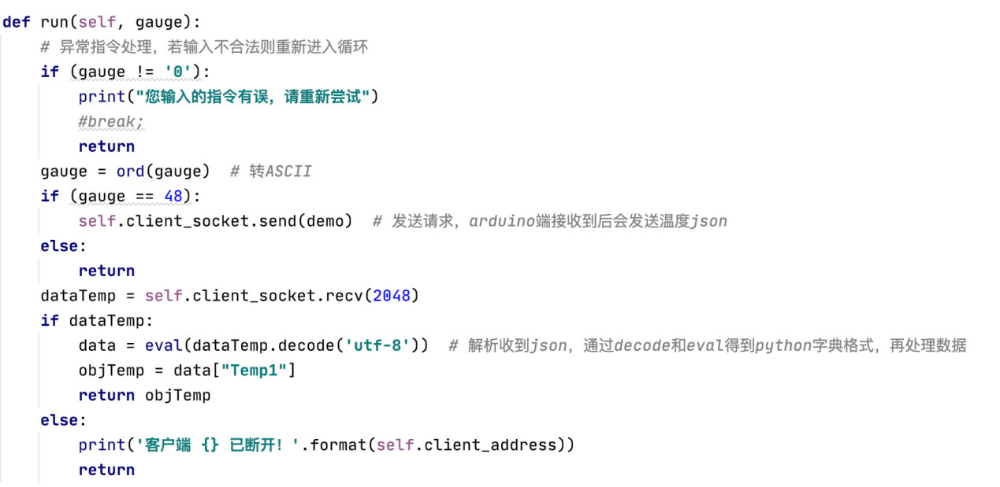 def run(self, gauge):
    # 异常指令处理，若输入不合法则重新进入循环
    if (gauge != '0'):
        print("您输入的指令有误，请重新尝试")
        #break;
        return
    gauge = ord(gauge)  # 转ASCII
    if (gauge == 48):
        self.client_socket.send(demo)  # 发送请求，arduino端接收到后会发送温度json
    else:
        return
    dataTemp = self.client_socket.recv(2048)
    if dataTemp:
        data = eval(dataTemp.decode('utf-8'))  # 解析收到json，通过decode和eval得到python字典格式，再处理数据
        objTemp = data["Temp1"]
        return objTemp
    else:
        print('客户端 {} 已断开！'.format(self.client_address))
        return